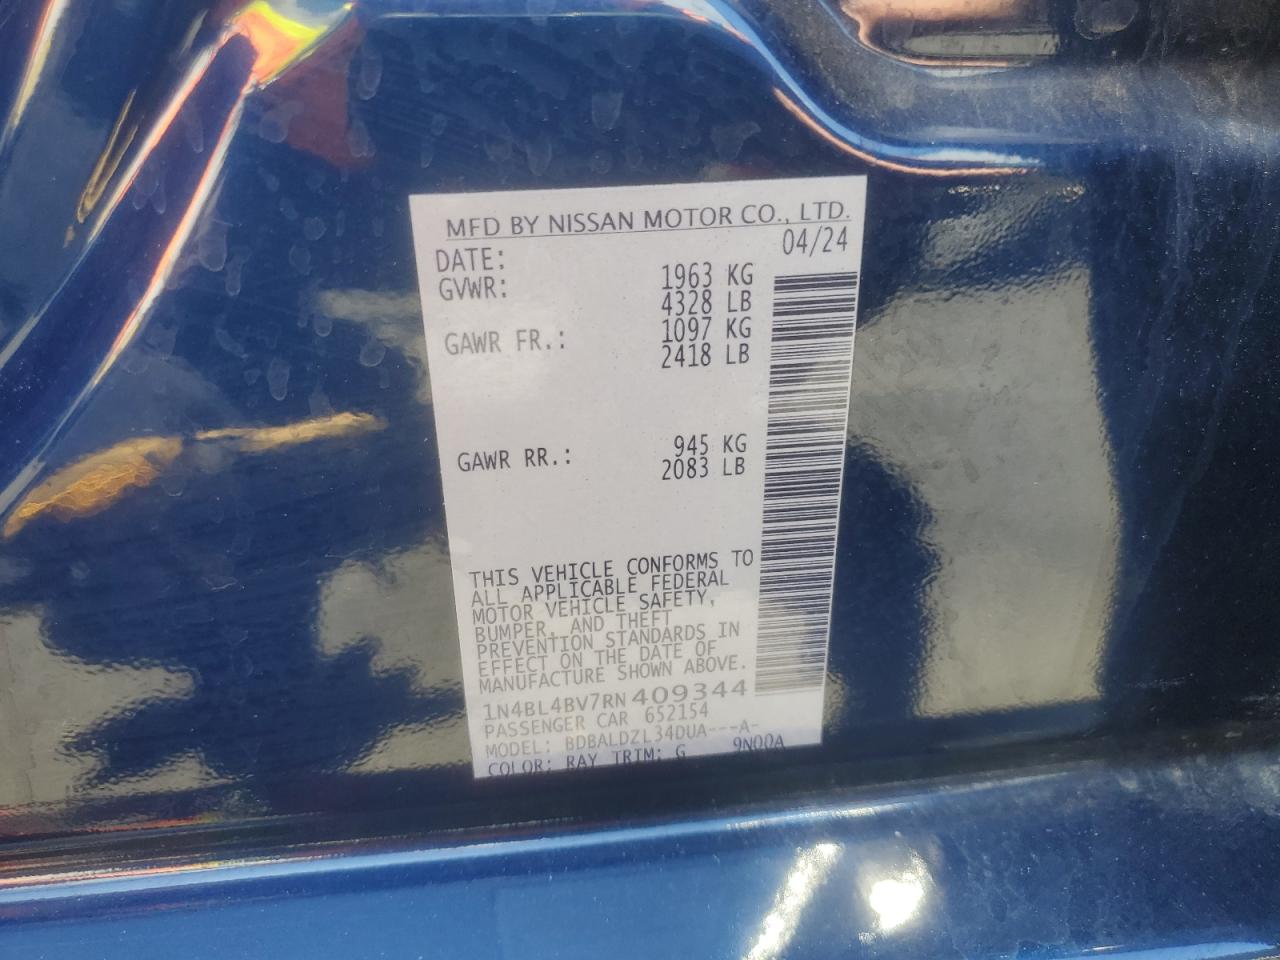 MFD BY NISSAN MOTOR CO., LTD.
DATE: 04/24
GVWR: 1963 KG
4328 LB
GAWR FR.: 1097 KG
2418 LB
GAWR RR.: 945 KG
2083 LB
THIS VEHICLE CONFORMS TO
ALL APPLICABLE FEDERAL
MOTOR VEHICLE SAFETY,
BUMPER, AND THEFT
PREVENTION STANDARDS IN
EFFECT ON THE DATE OF
MANUFACTURE SHOWN ABOVE.
1N4BL4BV7RN409344
PASSENGER CAR 652154
MODEL: BDBALDZL34DUA---A-
COLOR: RAY TRIM: G 9N00A